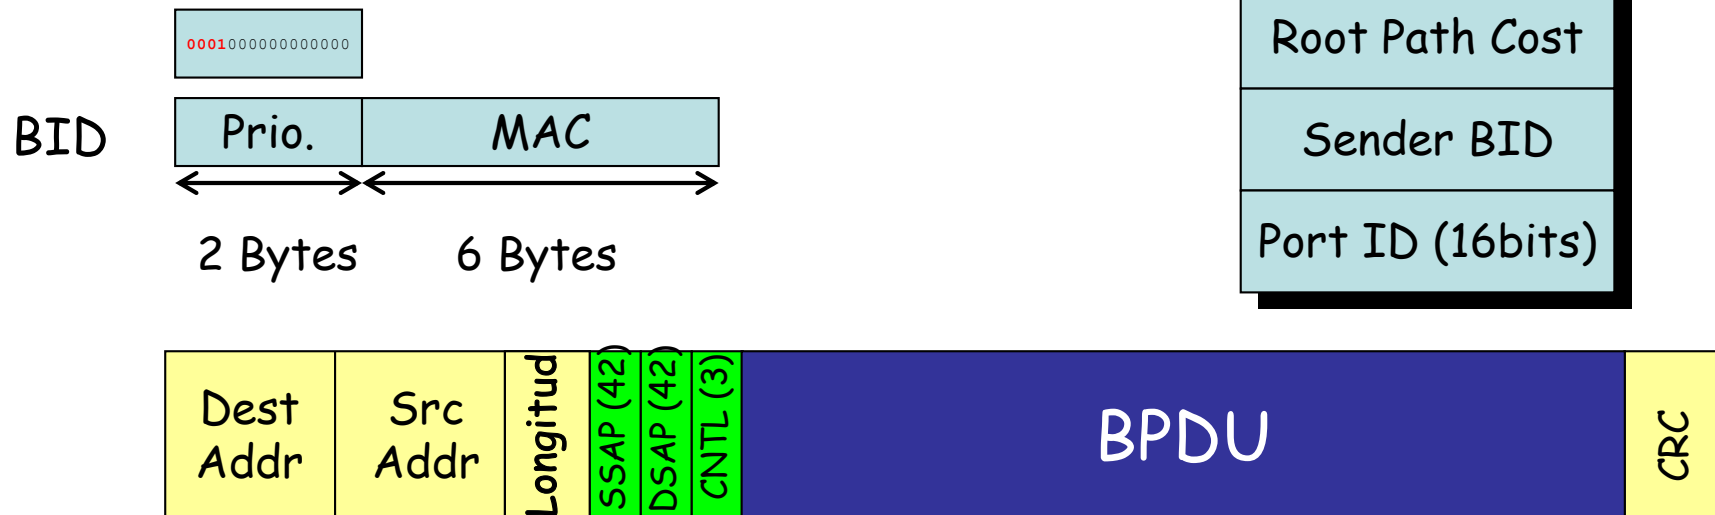 0001000000000000
BID
Prio.
MAC
2 Bytes
6 Bytes
Root Path Cost
Sender BID
Port ID (16bits)
Dest
Addr
Src
Addr
Longitud
SSAP (42)
DSAP (42)
CNTL (3)
BPDU
CRC